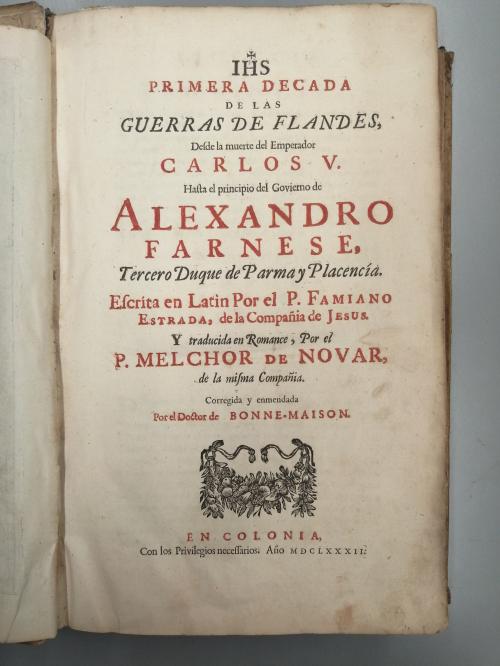 IHS
PRIMERA DECADA
DE LAS
GUERRAS DE FLANDES,
Desde la muerte del Emperador
CARLOS V.
Haſta el principio del Govierno de
ALEXANDRO
FARNESE,
Tercero Duque de Parma y Placencía.
Eſcrita en Latin Por el P. FAMIANO
ESTRADA, de la Compañia de JESUS.
Y traducida en Romance, Por el
P. MELCHOR DE NOVAR,
de la miſma Compañia.
Corregida y enmendada
Por el Doctor de BONNE-MAISON.
EN COLONIA,
Con los Privilegios neceſſarios. Año MDCLXXXII.